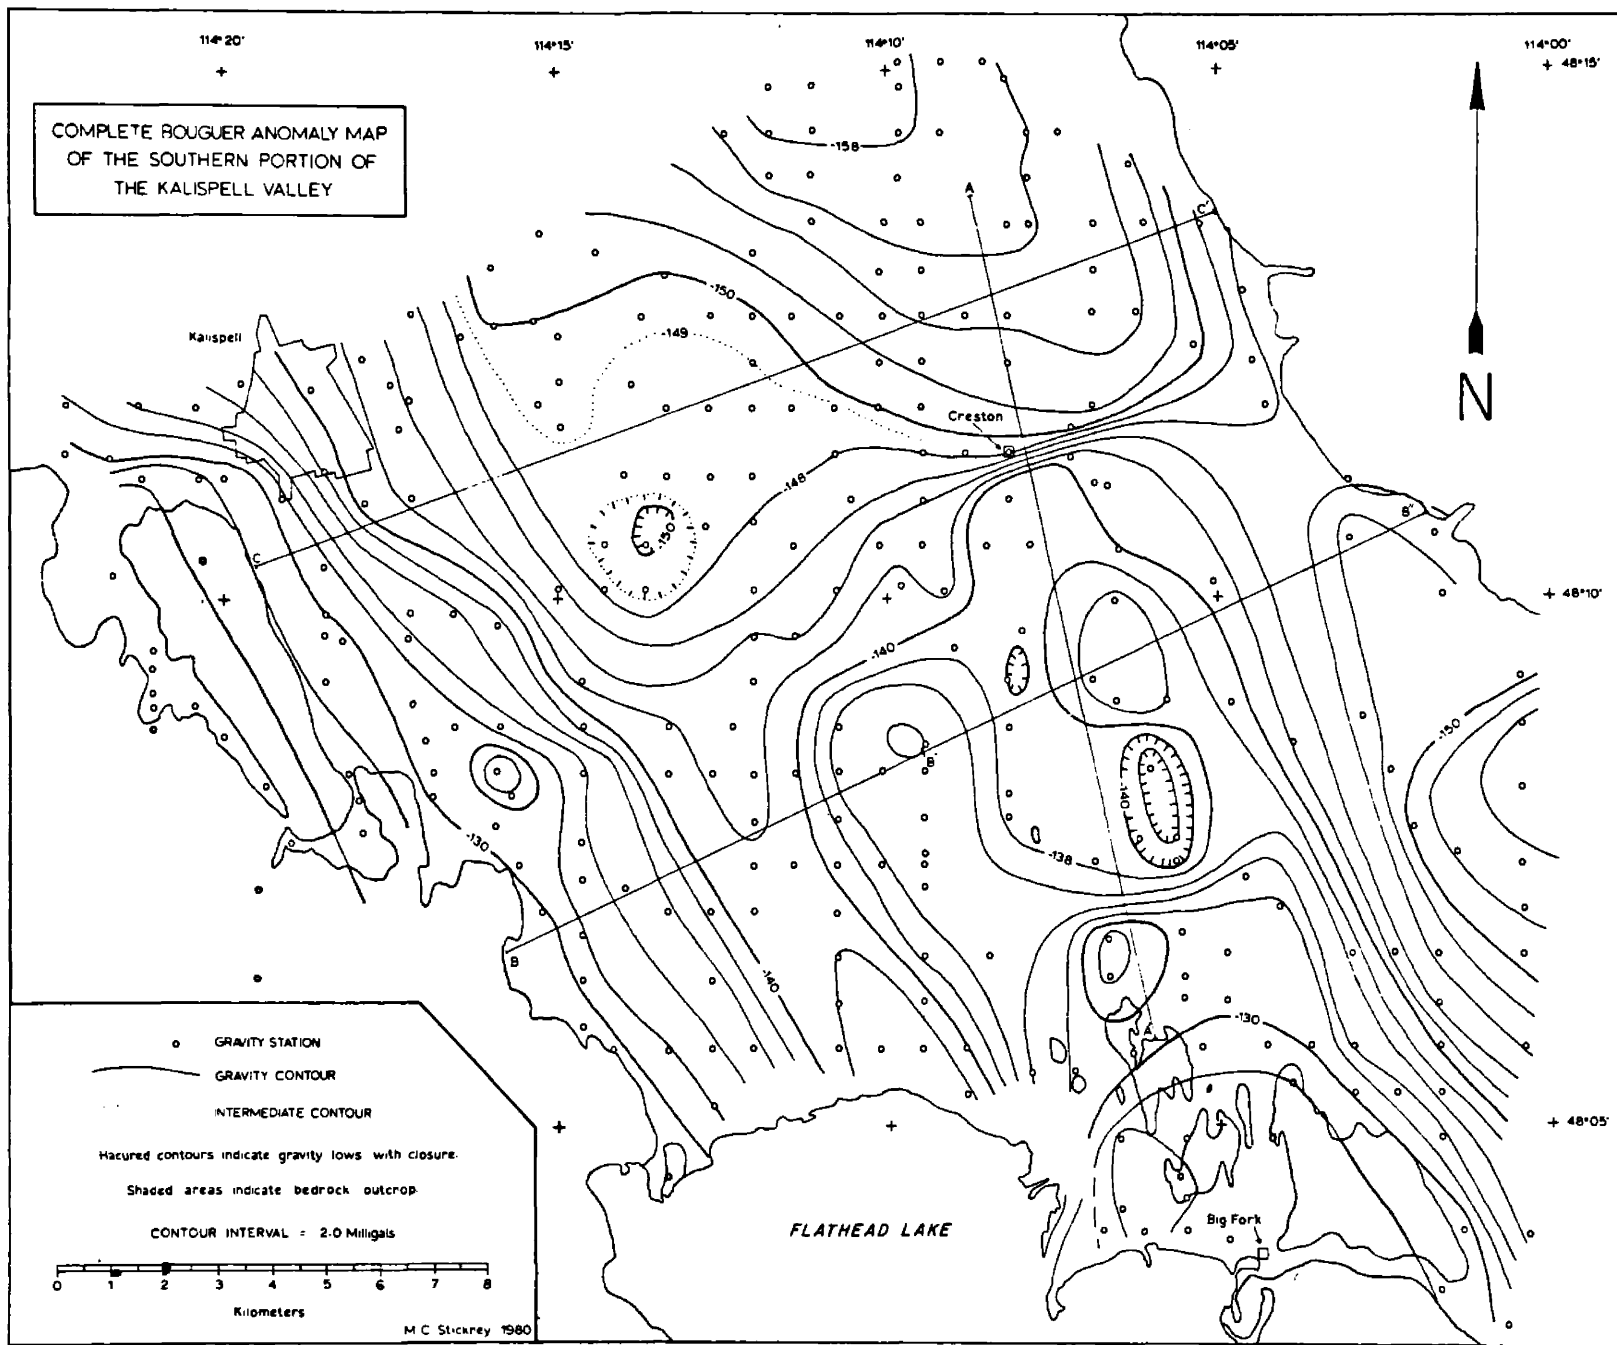 114°20'
114°15'
114°10'
114°05'
114°00'
48°15'
COMPLETE BOUGUER ANOMALY MAP
OF THE SOUTHERN PORTION OF
THE KALISPELL VALLEY
-158
A
C'
-150
Kalispell
-149
N
Creston
-148
-150
B"
C
48°10'
-140
-150
B'
-140
-130
-138
B
-140
-130
A'
GRAVITY STATION
GRAVITY CONTOUR
INTERMEDIATE CONTOUR
Hacured contours indicate gravity lows with closure.
Shaded areas indicate bedrock outcrop.
CONTOUR INTERVAL = 2.0 Milligals
0 1 2 3 4 5 6 7 8
Kilometers
M C Stickney 1980
48°05'
Big Fork
FLATHEAD LAKE